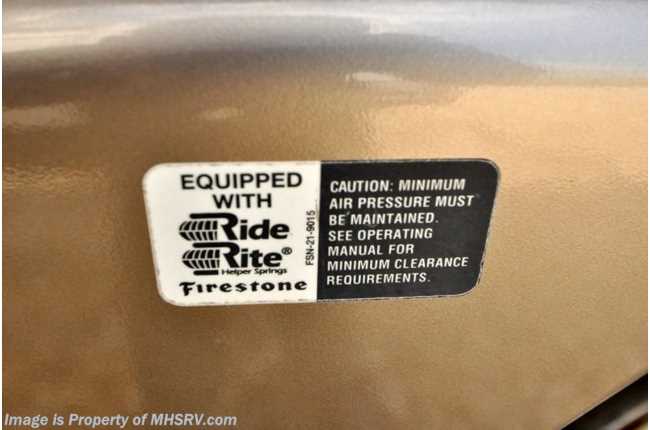 EQUIPPED
WITH
Ride
Rite®
Helper Springs
Firestone
FSN-21-9015
CAUTION: MINIMUM
AIR PRESSURE MUST
BE MAINTAINED.
SEE OPERATING
MANUAL FOR
MINIMUM CLEARANCE
REQUIREMENTS.
Image is Property of MHSRV.com